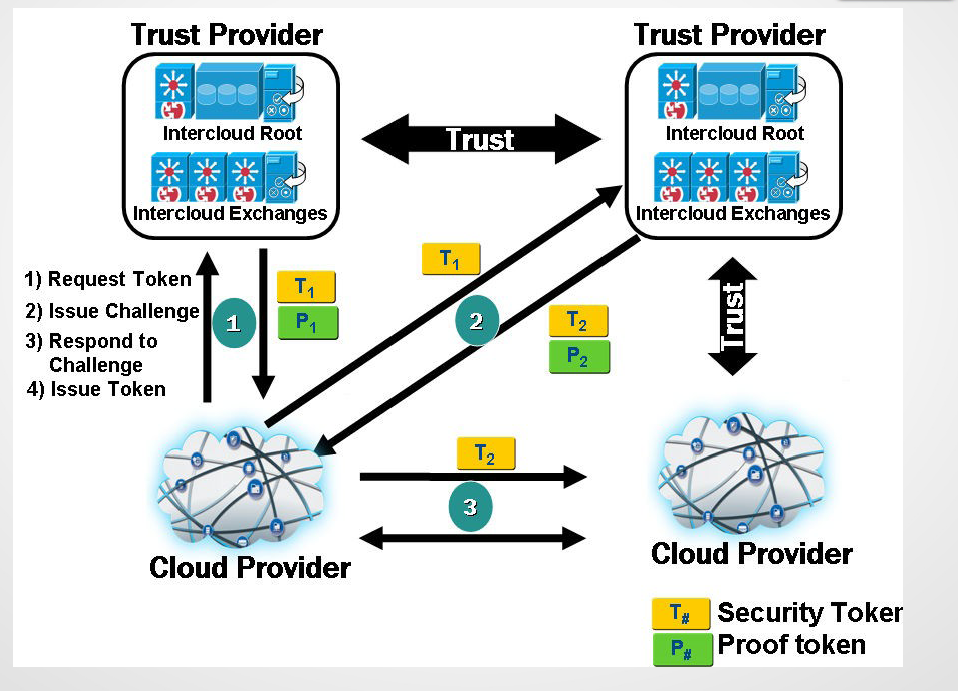 Trust Provider
Trust Provider
Intercloud Root
Trust
Intercloud Root
Intercloud Exchanges
Intercloud Exchanges
1) Request Token
2) Issue Challenge
3) Respond to
Challenge
4) Issue Token
1
T1
P1
T1
2
T2
P2
Trust
T2
3
Cloud Provider
Cloud Provider
T# Security Token
P# Proof token